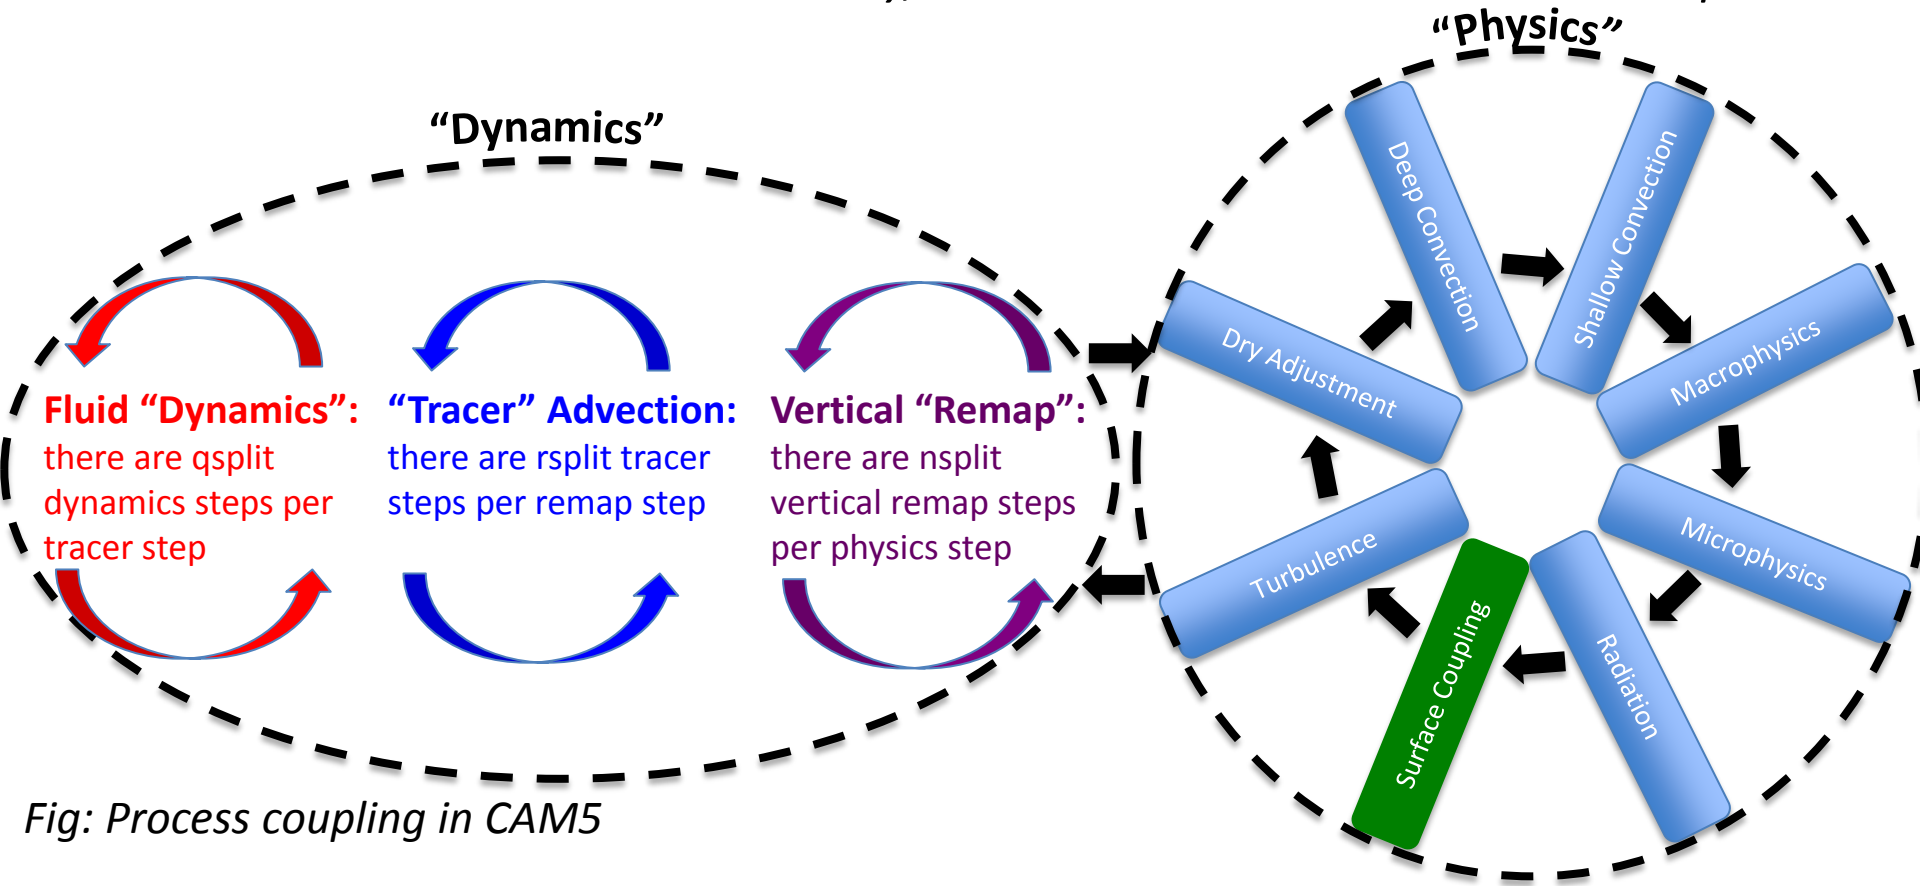 “Physics”
“Dynamics”
Fluid “Dynamics”:
there are qsplit
dynamics steps per
tracer step
“Tracer” Advection:
there are rsplit tracer
steps per remap step
Vertical “Remap”:
there are nsplit
vertical remap steps
per physics step
Deep Convection
Shallow Convection
Macrophysics
Microphysics
Radiation
Surface Coupling
Turbulence
Dry Adjustment
Fig: Process coupling in CAM5